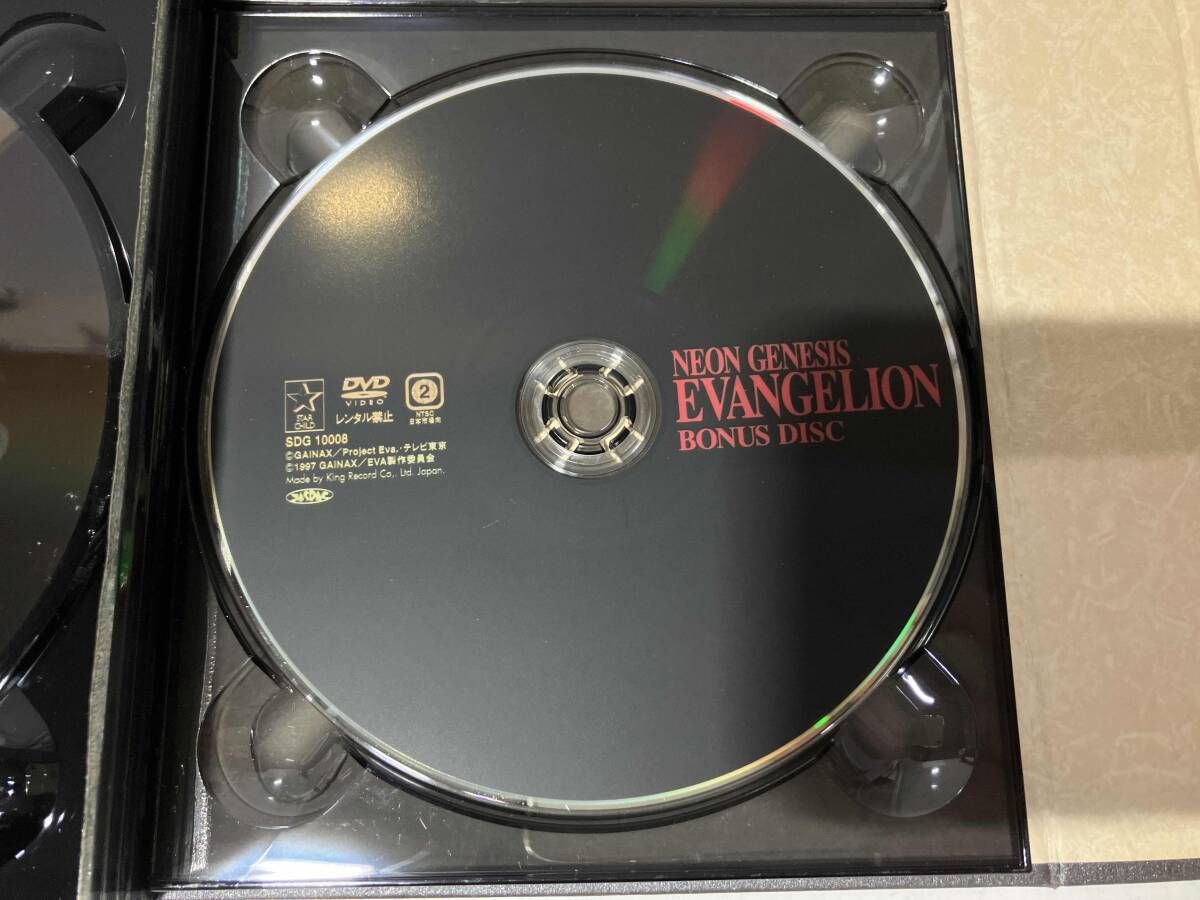 NEON GENESIS
EVANGELION
BONUS DISC
STAR
CHILD
DVD
VIDEO
2
NTSC
日本市場向
レンタル禁止
SDG 10008
©GAINAX／Project Eva.・テレビ東京
©1997 GAINAX／EVA製作委員会
Made by King Record Co,. Ltd. Japan.